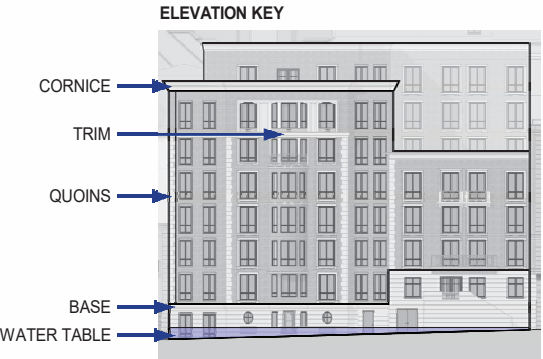 ELEVATION KEY
CORNICE
TRIM
QUOINS
BASE
WATER TABLE